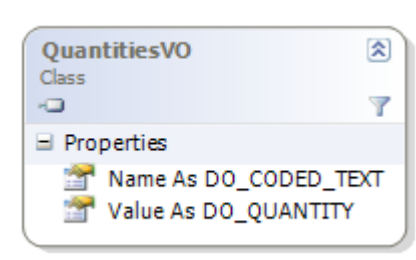 QuantitiesVO
Class
Properties
Name As DO_CODED_TEXT
Value As DO_QUANTITY